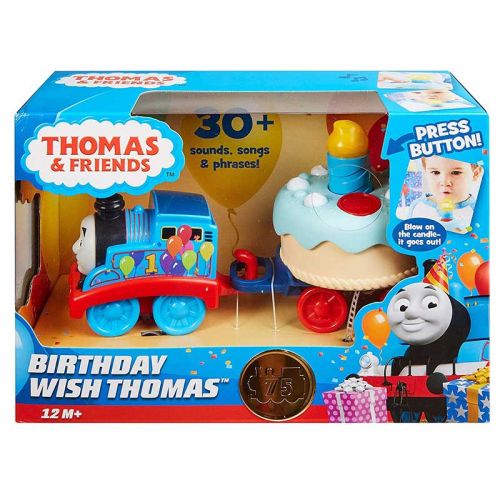 THOMAS
& FRIENDS
THOMAS
& FRIENDS
™
30+
sounds, songs
& phrases!
PRESS
BUTTON!
Blow on
the candle–
it goes out!
1
BIRTHDAY
WISH THOMAS™
12 M+
75